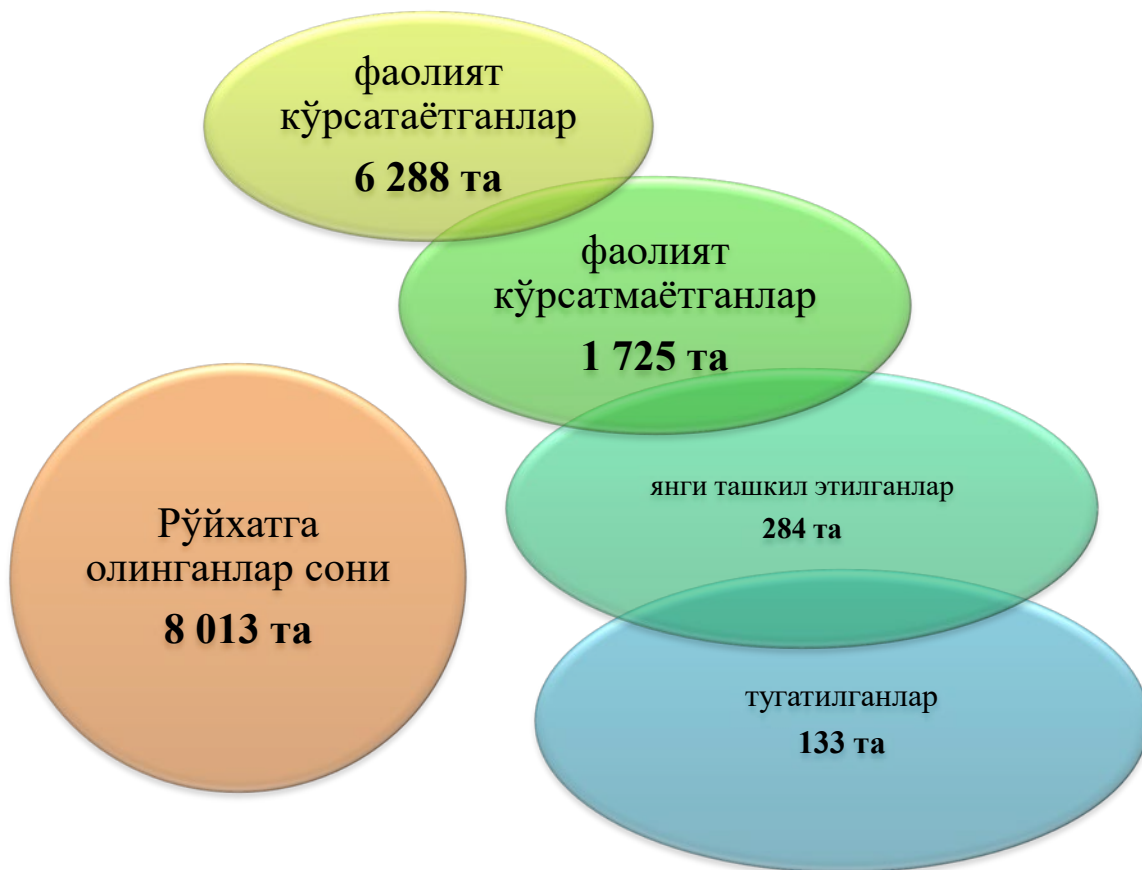 фаолият
кўрсатаётганлар
6 288 та
фаолият
кўрсатмаётганлар
1 725 та
янги ташкил этилганлар
284 та
Рўйхатга
олинганлар сони
8 013 та
тугатилганлар
133 та